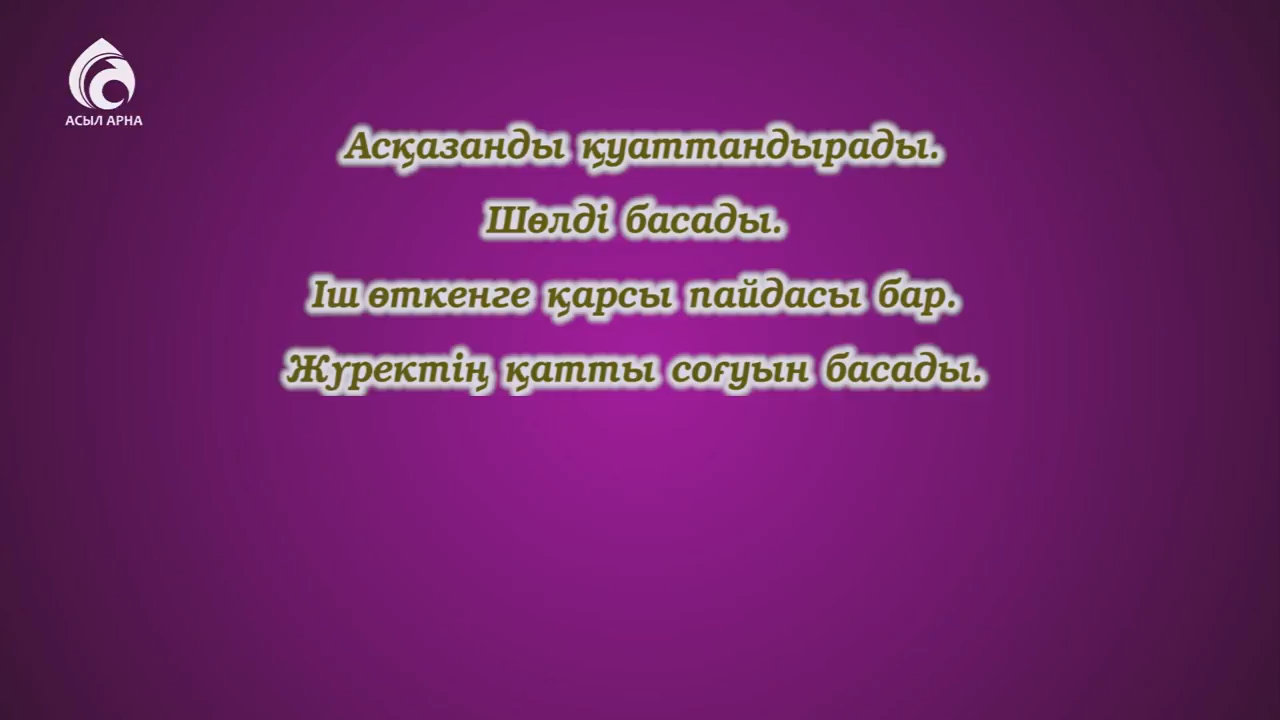 АСЫЛ АРНА
Асқазанды қуаттандырады.
Шөлді басады.
Іш өткенге қарсы пайдасы бар.
Жүректің қатты соғуын басады.